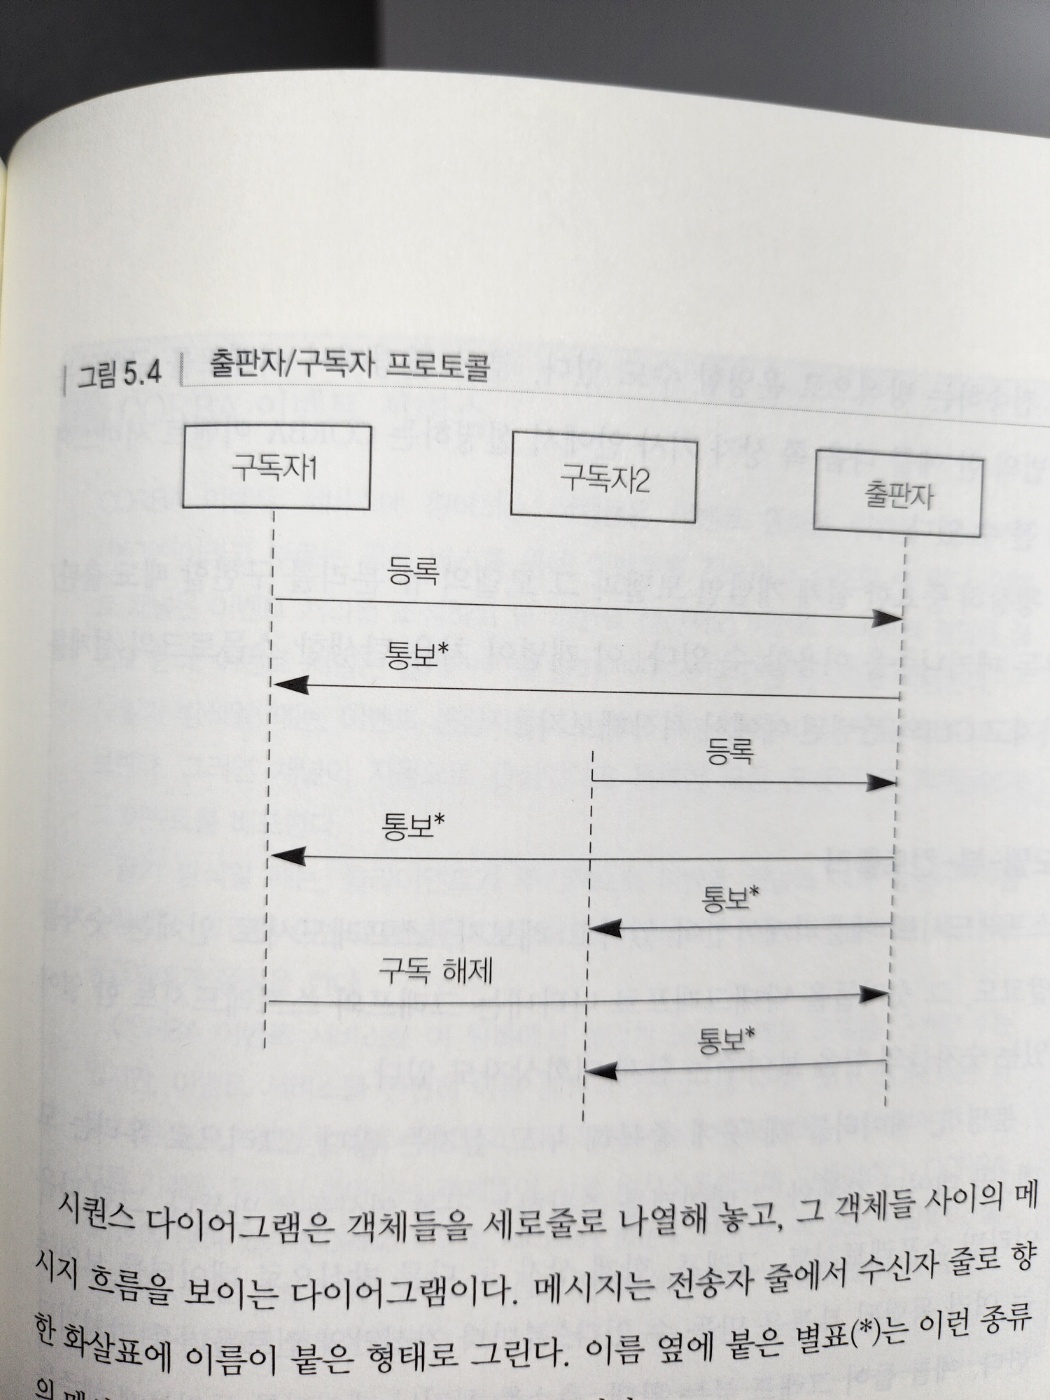 그림 5.4 출판자/구독자 프로토콜
구독자1 구독자2 출판자
등록
통보*
등록
통보*
통보*
구독 해제
통보*
시퀀스 다이어그램은 객체들을 세로줄로 나열해 놓고, 그 객체들 사이의 메
시지 흐름을 보이는 다이어그램이다. 메시지는 전송자 줄에서 수신자 줄로 향
한 화살표에 이름이 붙은 형태로 그린다. 이름 옆에 붙은 별표(*)는 이런 종류